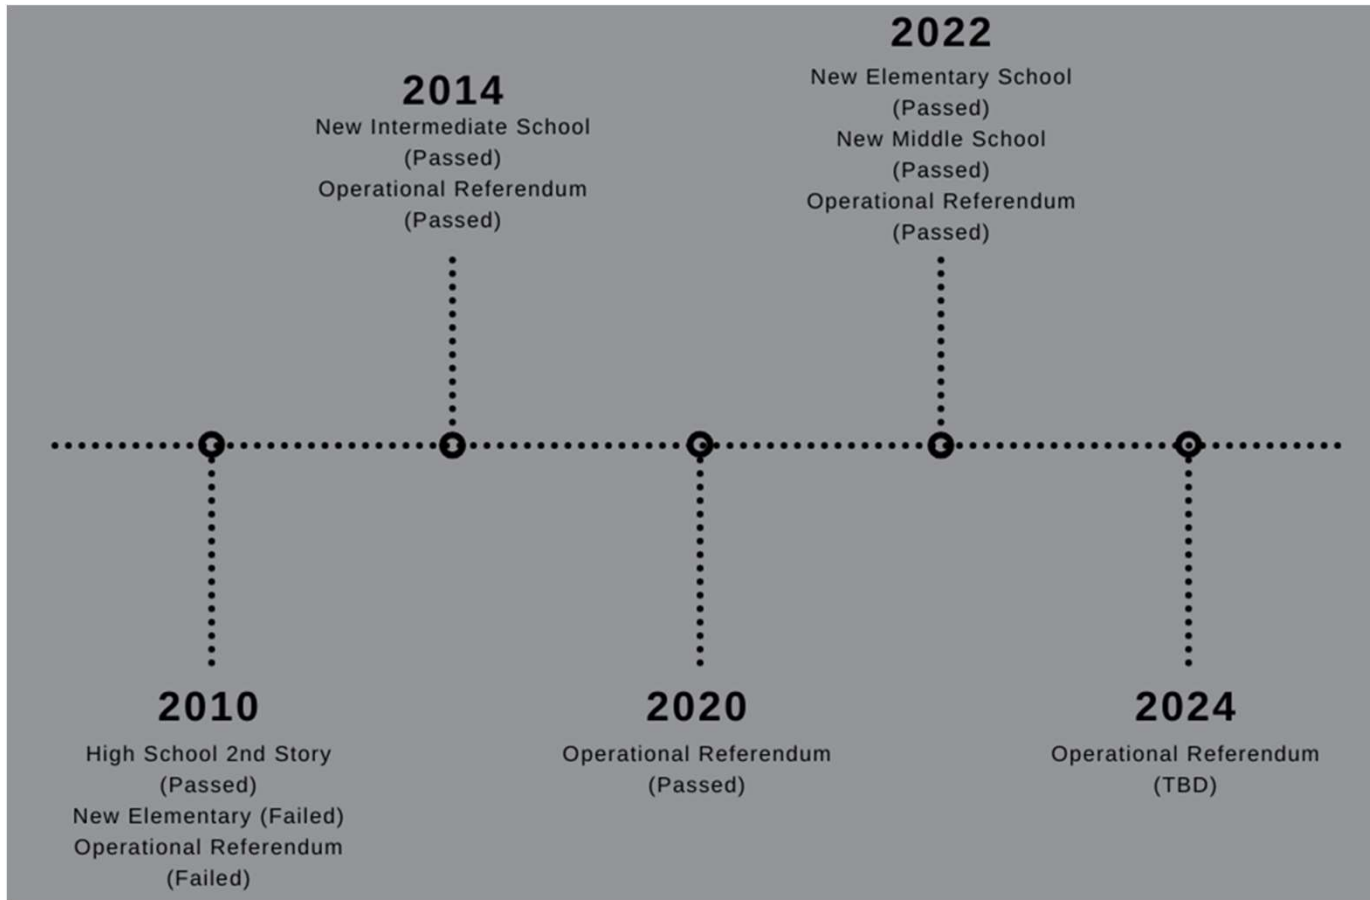 2010
High School 2nd Story
(Passed)
New Elementary (Failed)
Operational Referendum
(Failed)
2014
New Intermediate School
(Passed)
Operational Referendum
(Passed)
2020
Operational Referendum
(Passed)
2022
New Elementary School
(Passed)
New Middle School
(Passed)
Operational Referendum
(Passed)
2024
Operational Referendum
(TBD)